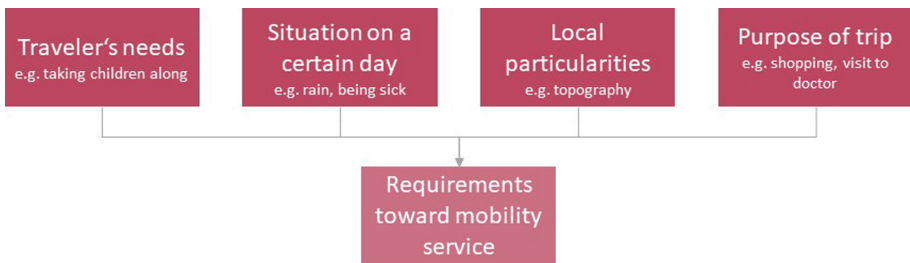 Traveler‘s needs
e.g. taking children along
Situation on a
certain day
e.g. rain, being sick
Local
particularities
e.g. topography
Purpose of trip
e.g. shopping, visit to
doctor
Requirements
toward mobility
service